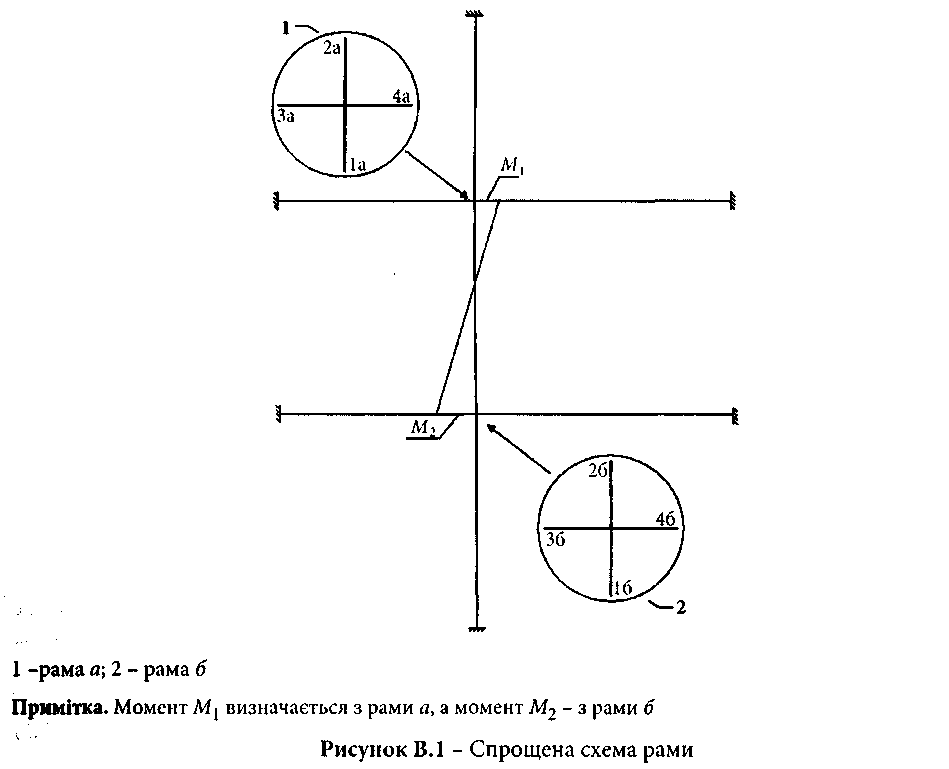 1
2а
4а
3а
1а
M1
M2
2б
4б
3б
1б
2
1 –рама а; 2 – рама б
Примітка. Момент M1 визначається з рами а, а момент M2 – з рами б
Рисунок В.1 – Спрощена схема рами